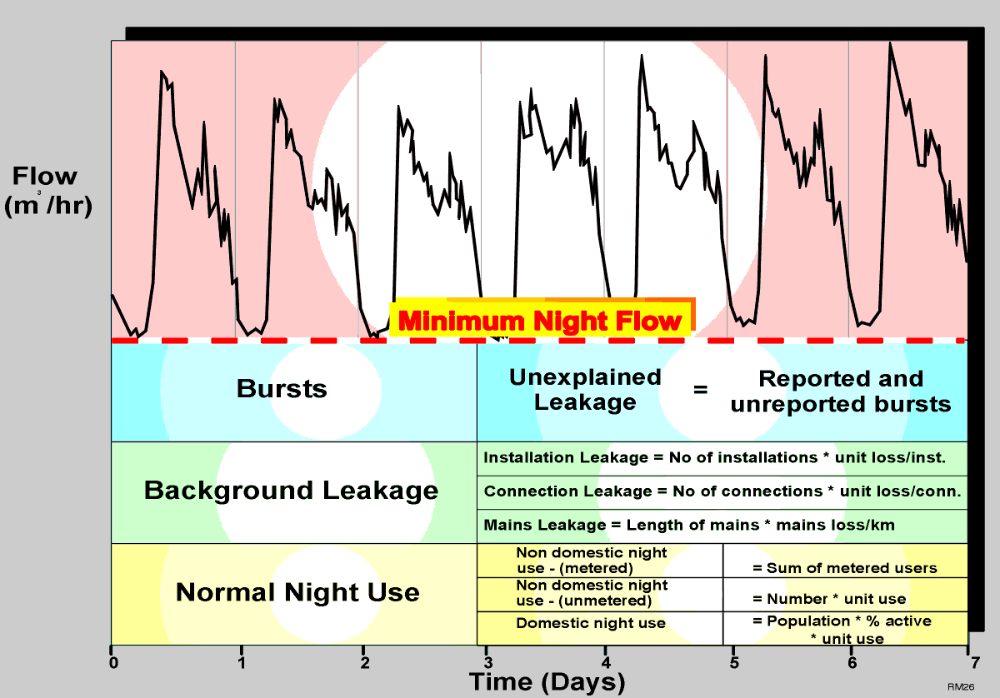 Flow
(m³/hr)
Minimum Night Flow
Bursts
Unexplained
Leakage
=
Reported and
unreported bursts
Background Leakage
Installation Leakage = No of installations * unit loss/inst.
Connection Leakage = No of connections * unit loss/conn.
Mains Leakage = Length of mains * mains loss/km
Normal Night Use
Non domestic night
use - (metered)
= Sum of metered users
Non domestic night
use - (unmetered)
= Number * unit use
Domestic night use
= Population * % active
* unit use
0 1 2 3 4 5 6 7
Time (Days)
RM26